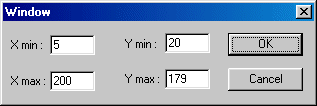 Window
X min : 5 Y min : 20 OK
X max : 200 Y max : 179 Cancel